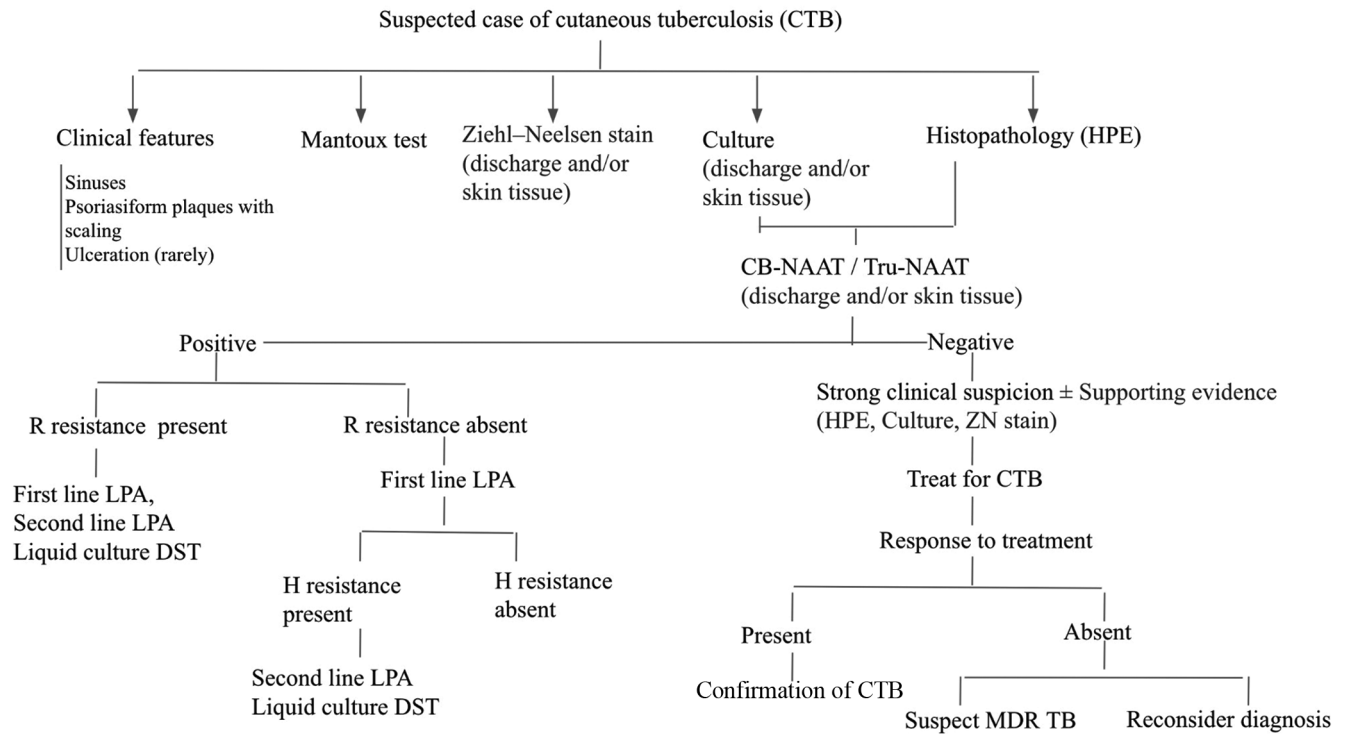 Suspected case of cutaneous tuberculosis (CTB)
Clinical features
Sinuses
Psoriasiform plaques with
scaling
Ulceration (rarely)
Mantoux test
Ziehl–Neelsen stain
(discharge and/or
skin tissue)
Culture
(discharge and/or
skin tissue)
Histopathology (HPE)
CB-NAAT / Tru-NAAT
(discharge and/or skin tissue)
Positive
Negative
R resistance present
First line LPA,
Second line LPA
Liquid culture DST
R resistance absent
First line LPA
H resistance
present
Second line LPA
Liquid culture DST
H resistance
absent
Strong clinical suspicion ± Supporting evidence
(HPE, Culture, ZN stain)
Treat for CTB
Response to treatment
Present
Confirmation of CTB
Absent
Suspect MDR TB
Reconsider diagnosis